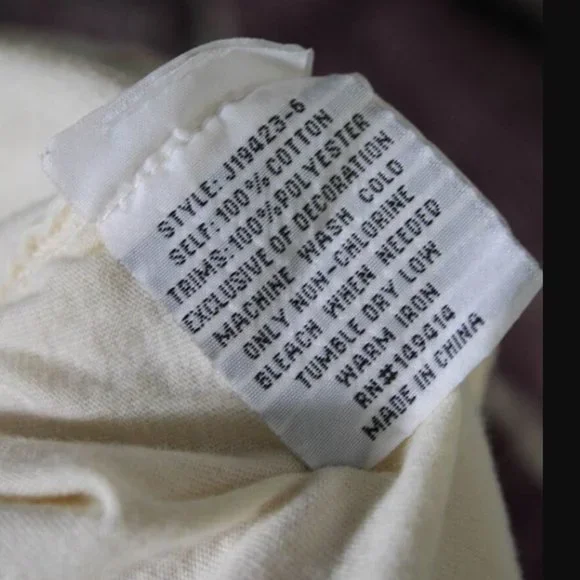 STYLE: J19423-6
SELF: 100% COTTON
TRIMS: 100% POLYESTER
EXCLUSIVE OF DECORATION
MACHINE WASH COLD
ONLY NON-CHLORINE
BLEACH WHEN NEEDED
TUMBLE DRY LOW
WARM IRON
RN#149414
MADE IN CHINA